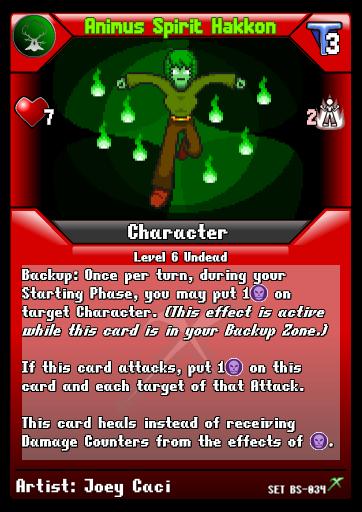 Animus Spirit Hakkon
T3
7
2
Character
Level 6 Undead
Backup: Once per turn, during your
Starting Phase, you may put 1 on
target Character. (This effect is active
while this card is in your Backup Zone.)
If this card attacks, put 1 on this
card and each target of that Attack.
This card heals instead of receiving
Damage Counters from the effects of .
Artist: Joey Caci
SET BS-034